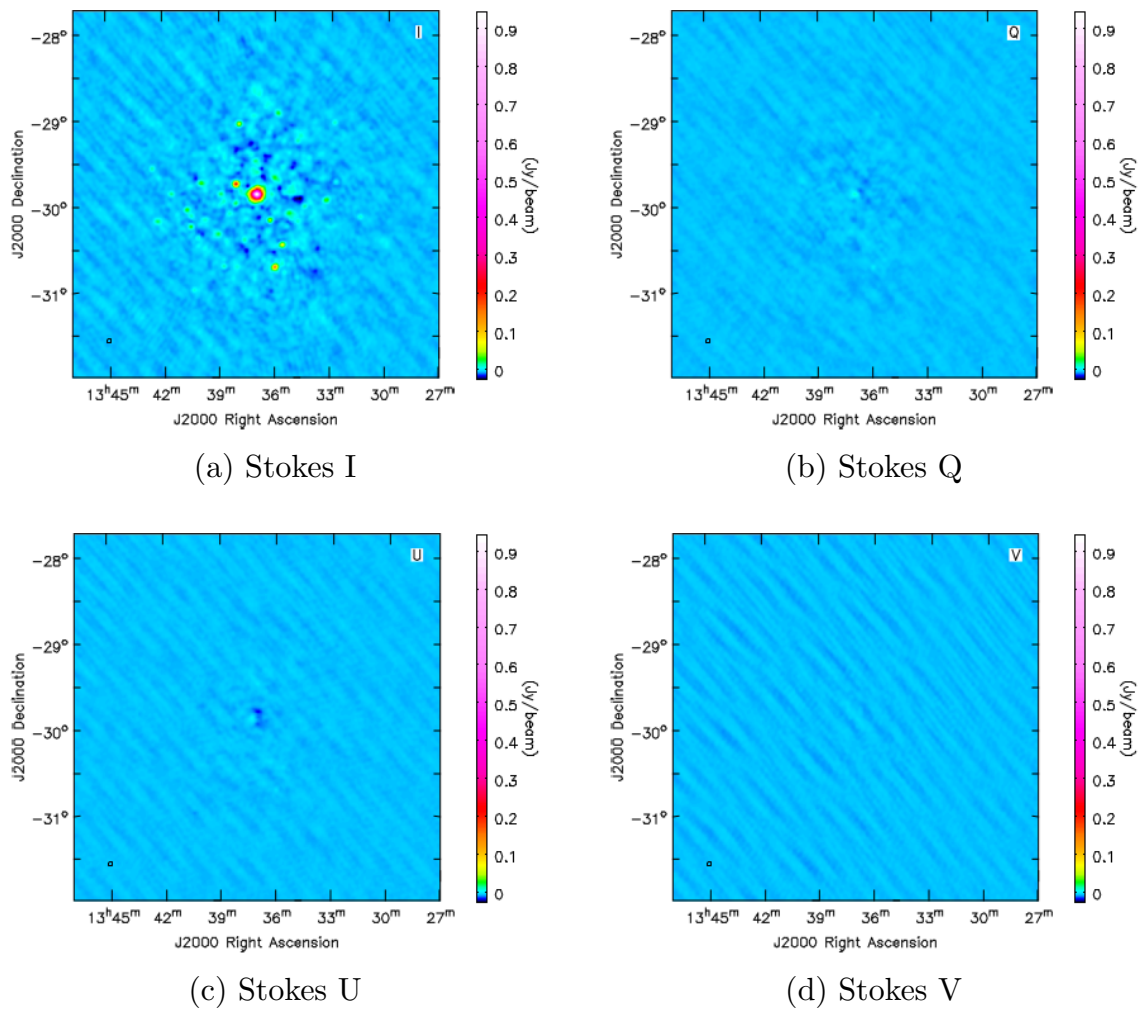 I
−28°
−29°
−30°
−31°
J2000 Declination
13ʰ45ᵐ 42ᵐ 39ᵐ 36ᵐ 33ᵐ 30ᵐ 27ᵐ
J2000 Right Ascension
0.9
0.8
0.7
0.6
0.5
0.4
0.3
0.2
0.1
0
(Jy/beam)
(a) Stokes I
Q
−28°
−29°
−30°
−31°
J2000 Declination
13ʰ45ᵐ 42ᵐ 39ᵐ 36ᵐ 33ᵐ 30ᵐ 27ᵐ
J2000 Right Ascension
0.9
0.8
0.7
0.6
0.5
0.4
0.3
0.2
0.1
0
(Jy/beam)
(b) Stokes Q
U
−28°
−29°
−30°
−31°
J2000 Declination
13ʰ45ᵐ 42ᵐ 39ᵐ 36ᵐ 33ᵐ 30ᵐ 27ᵐ
J2000 Right Ascension
0.9
0.8
0.7
0.6
0.5
0.4
0.3
0.2
0.1
0
(Jy/beam)
(c) Stokes U
V
−28°
−29°
−30°
−31°
J2000 Declination
13ʰ45ᵐ 42ᵐ 39ᵐ 36ᵐ 33ᵐ 30ᵐ 27ᵐ
J2000 Right Ascension
0.9
0.8
0.7
0.6
0.5
0.4
0.3
0.2
0.1
0
(Jy/beam)
(d) Stokes V